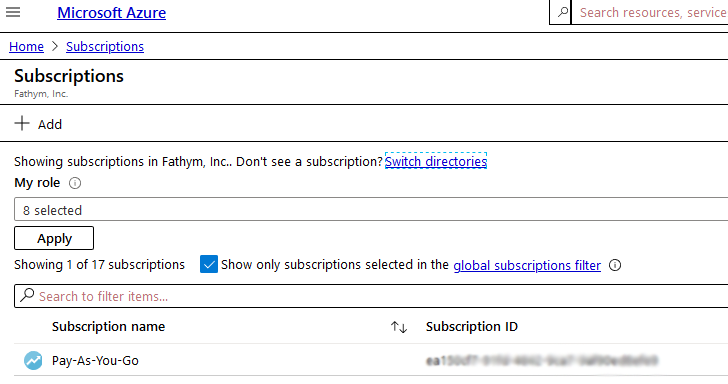 Microsoft Azure
Search resources, service
Home > Subscriptions
Subscriptions
Fathym, Inc.
+ Add
Showing subscriptions in Fathym, Inc.. Don't see a subscription? Switch directories
My role
8 selected
Apply
Showing 1 of 17 subscriptions Show only subscriptions selected in the global subscriptions filter
Search to filter items...
Subscription name Subscription ID
Pay-As-You-Go